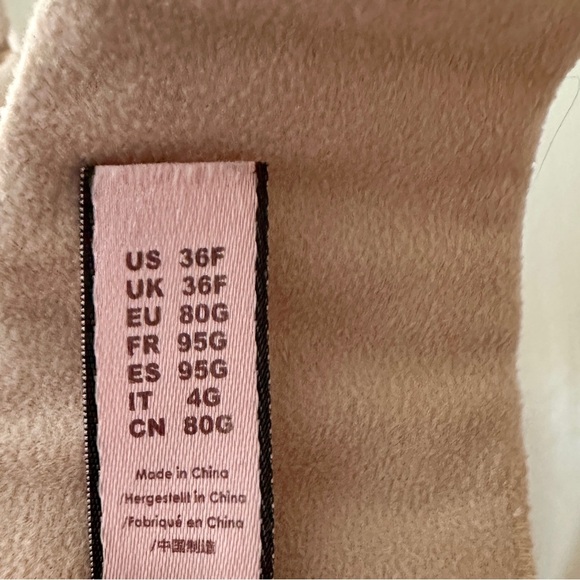 US 36F
UK 36F
EU 80G
FR 95G
ES 95G
IT 4G
CN 80G
Made in China
/Hergestellt in China
/Fabriqué en China
/中国制造